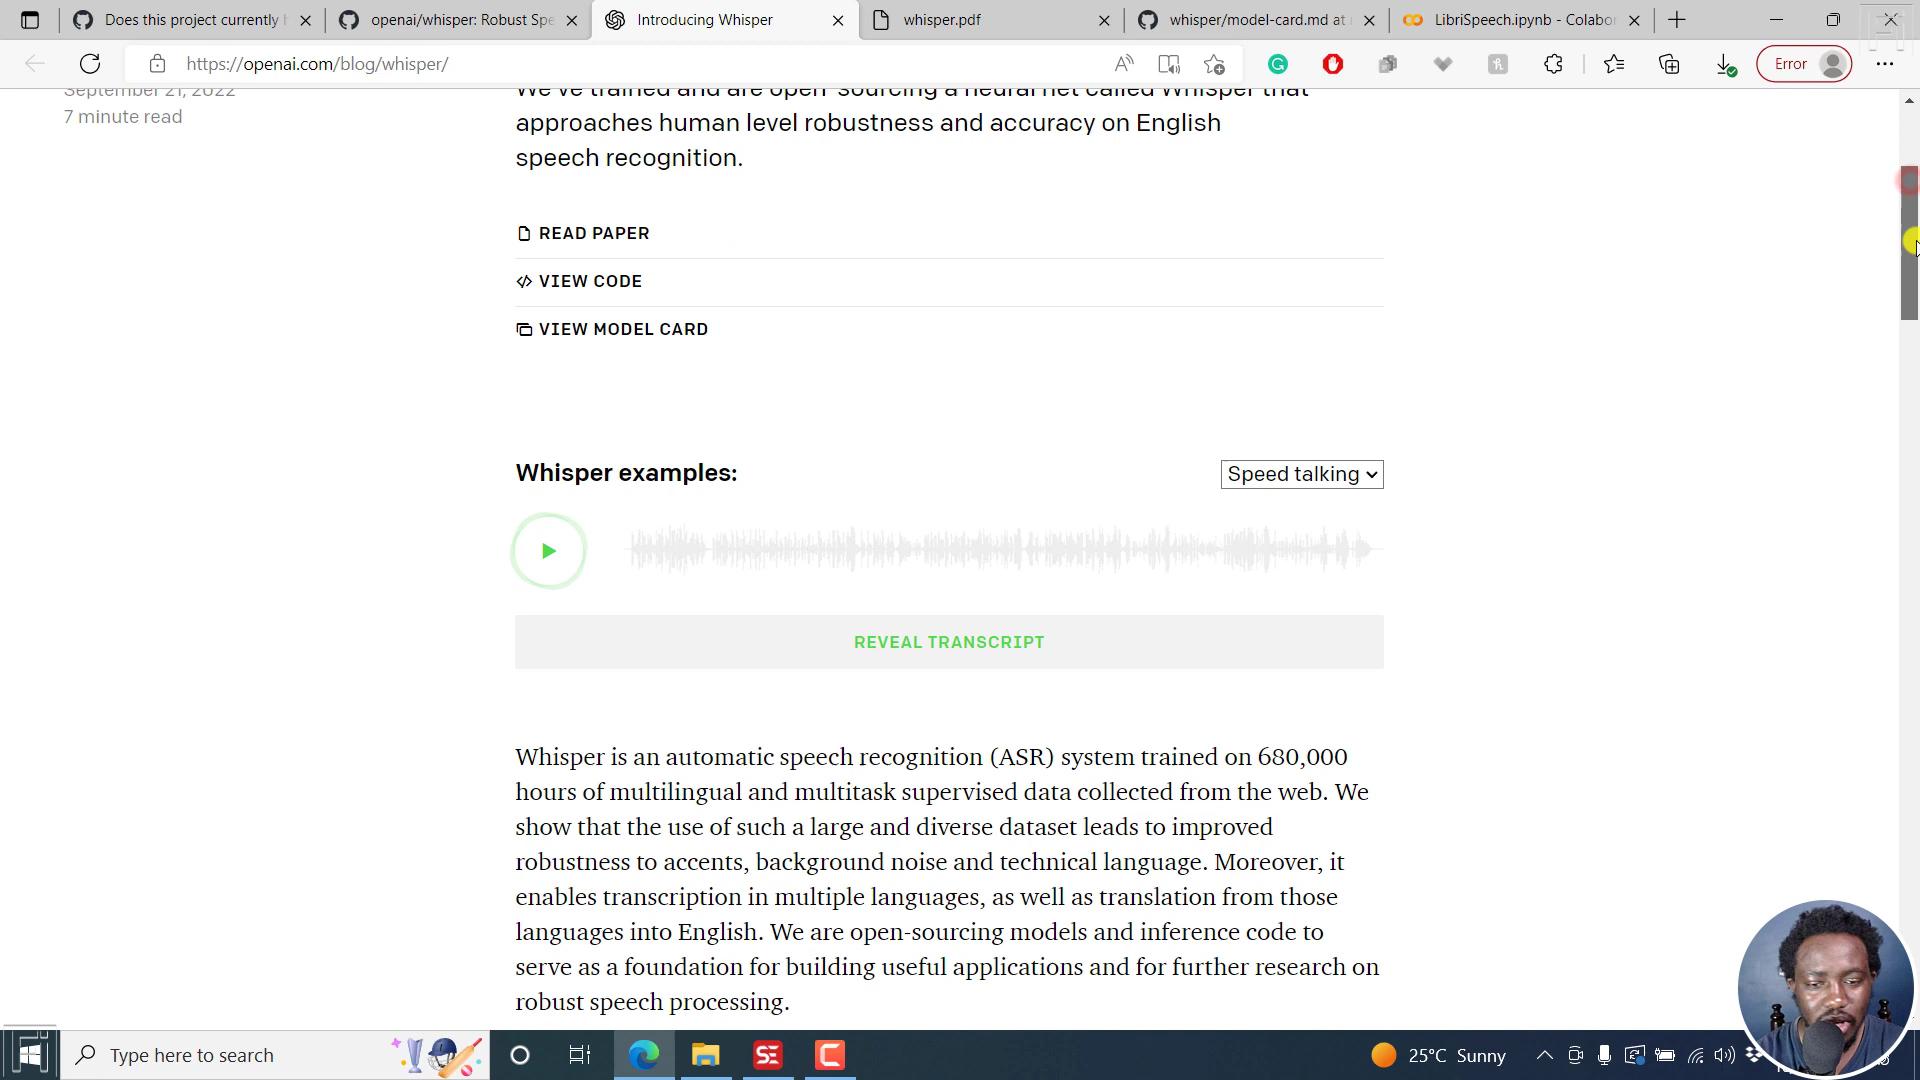 Does this project currently
openai/whisper: Robust Spe
Introducing Whisper
whisper.pdf
whisper/model-card.md at
LibriSpeech.ipynb - Colabo
https://openai.com/blog/whisper/
Error
September 21, 2022
7 minute read
We've trained and are open-sourcing a neural net called Whisper that
approaches human level robustness and accuracy on English
speech recognition.
READ PAPER
VIEW CODE
VIEW MODEL CARD
Whisper examples:
Speed talking
REVEAL TRANSCRIPT
Whisper is an automatic speech recognition (ASR) system trained on 680,000
hours of multilingual and multitask supervised data collected from the web. We
show that the use of such a large and diverse dataset leads to improved
robustness to accents, background noise and technical language. Moreover, it
enables transcription in multiple languages, as well as translation from those
languages into English. We are open-sourcing models and inference code to
serve as a foundation for building useful applications and for further research on
robust speech processing.
Type here to search
SE
25°C Sunny